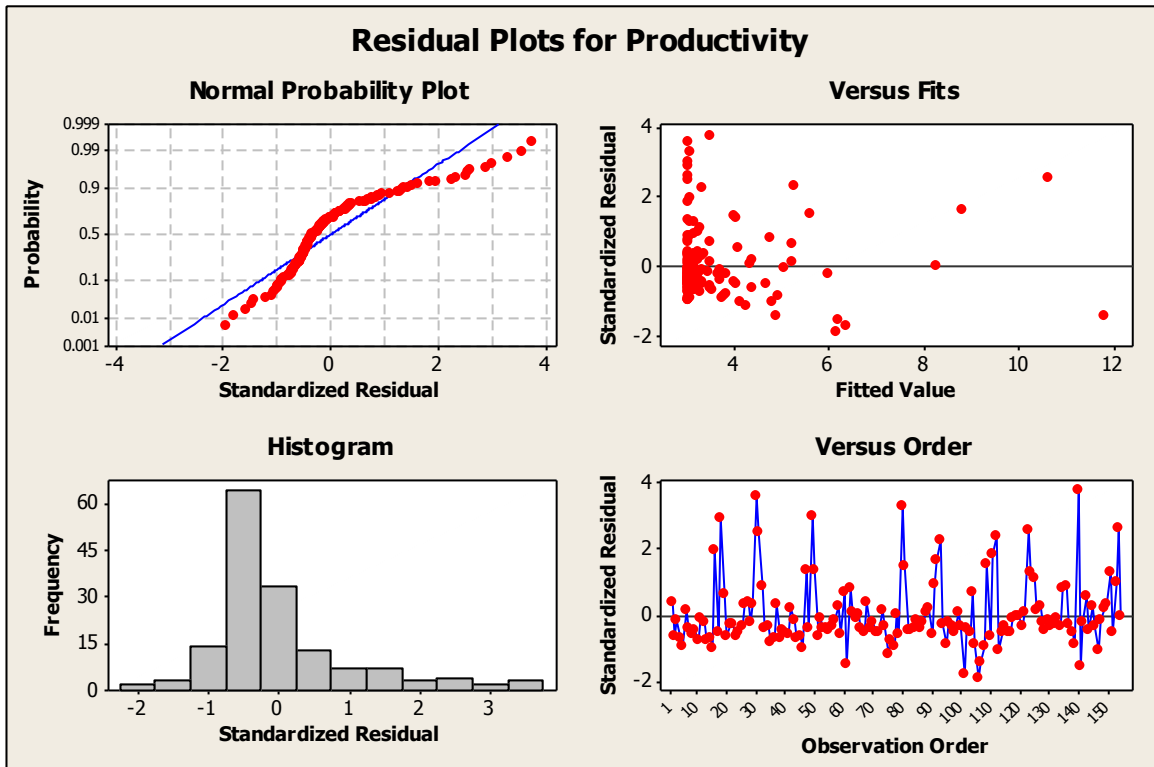 Residual Plots for Productivity
Normal Probability Plot
0.999
0.99
0.9
0.5
0.1
0.01
0.001
Probability
-4 -2 0 2 4
Standardized Residual
Versus Fits
4
2
0
-2
Standardized Residual
4 6 8 10 12
Fitted Value
Histogram
60
45
30
15
0
Frequency
-2 -1 0 1 2 3
Standardized Residual
Versus Order
4
2
0
-2
Standardized Residual
1 10 20 30 40 50 60 70 80 90 100 110 120 130 140 150
Observation Order